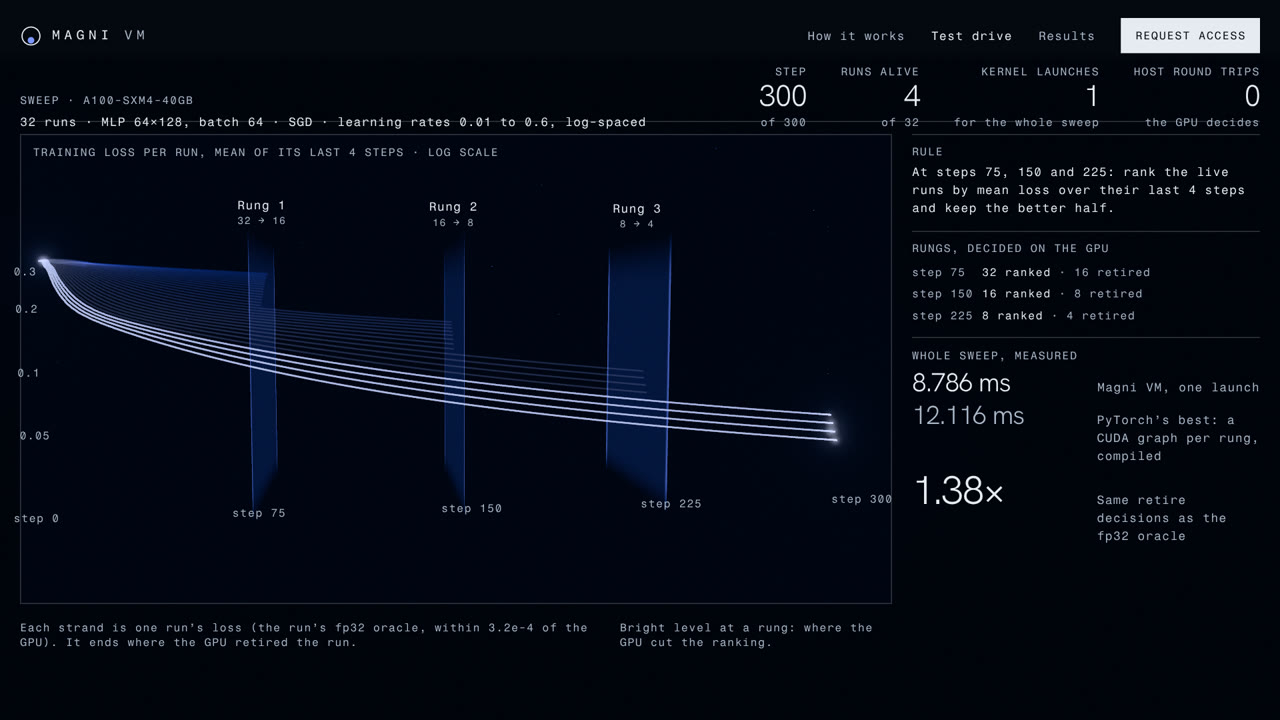 MAGNI VM
How it works
Test drive
Results
REQUEST ACCESS
SWEEP · A100-SXM4-40GB
32 runs · MLP 64×128, batch 64 · SGD · learning rates 0.01 to 0.6, log-spaced
STEP
300
of 300
RUNS ALIVE
4
of 32
KERNEL LAUNCHES
1
for the whole sweep
HOST ROUND TRIPS
0
the GPU decides
TRAINING LOSS PER RUN, MEAN OF ITS LAST 4 STEPS · LOG SCALE
Rung 1
32 → 16
Rung 2
16 → 8
Rung 3
8 → 4
0.3
0.2
0.1
0.05
step 0
step 75
step 150
step 225
step 300
RULE
At steps 75, 150 and 225: rank the live
runs by mean loss over their last 4 steps
and keep the better half.
RUNGS, DECIDED ON THE GPU
step 75 32 ranked · 16 retired
step 150 16 ranked · 8 retired
step 225 8 ranked · 4 retired
WHOLE SWEEP, MEASURED
8.786 ms
Magni VM, one launch
12.116 ms
PyTorch's best: a
CUDA graph per rung,
compiled
1.38×
Same retire
decisions as the
fp32 oracle
Each strand is one run's loss (the run's fp32 oracle, within 3.2e-4 of the
GPU). It ends where the GPU retired the run.
Bright level at a rung: where the
GPU cut the ranking.